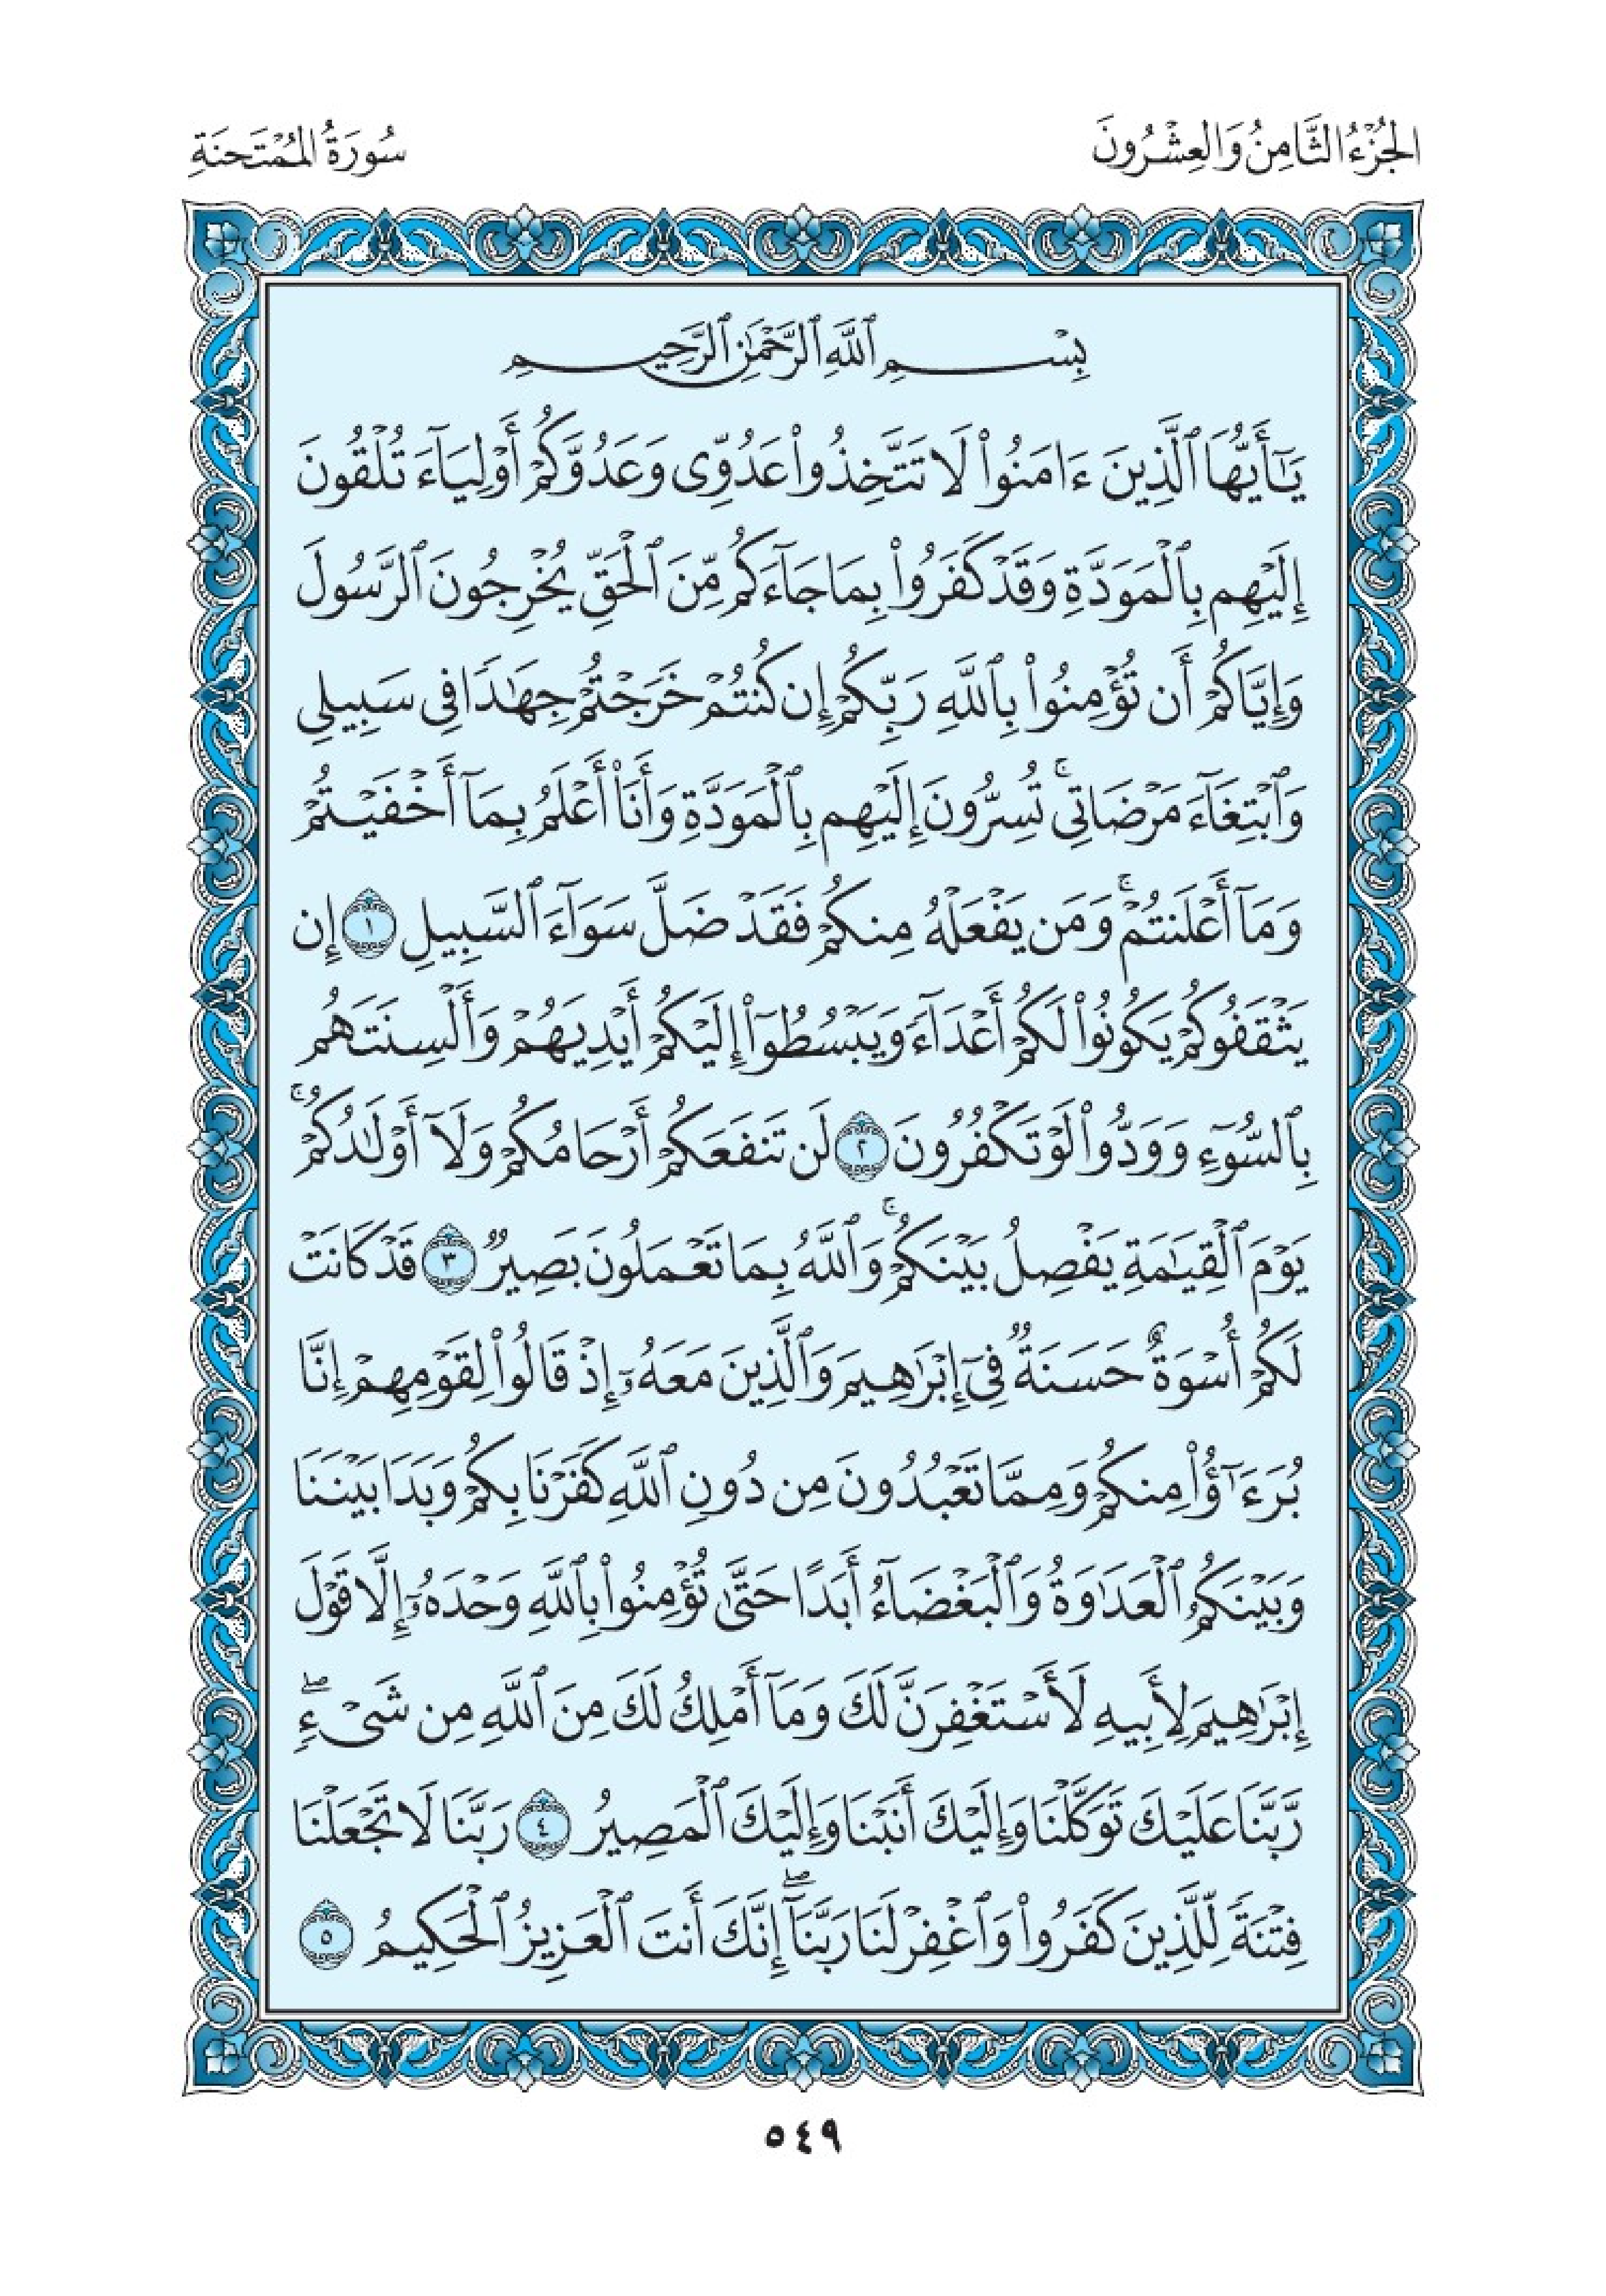 الجُزْءُ الثَّامِنُ وَالعِشْرُونَ
سُورَةُ المُمْتَحنَةِ
بِسْمِ ٱللَّهِ ٱلرَّحْمَٰنِ ٱلرَّحِيمِ
يَٰٓأَيُّهَا ٱلَّذِينَ ءَامَنُوا۟ لَا تَتَّخِذُوا۟ عَدُوِّى وَعَدُوَّكُمْ أَوْلِيَآءَ تُلْقُونَ
إِلَيْهِم بِٱلْمَوَدَّةِ وَقَدْ كَفَرُوا۟ بِمَا جَآءَكُم مِّنَ ٱلْحَقِّ يُخْرِجُونَ ٱلرَّسُولَ
وَإِيَّاكُمْ أَن تُؤْمِنُوا۟ بِٱللَّهِ رَبِّكُمْ إِن كُنتُمْ خَرَجْتُمْ جِهَٰدًا فِى سَبِيلِى
وَٱبْتِغَآءَ مَرْضَاتِى ۚ تُسِرُّونَ إِلَيْهِم بِٱلْمَوَدَّةِ وَأَنَا۠ أَعْلَمُ بِمَآ أَخْفَيْتُمْ
وَمَآ أَعْلَنتُمْ ۚ وَمَن يَفْعَلْهُ مِنكُمْ فَقَدْ ضَلَّ سَوَآءَ ٱلسَّبِيلِ ١ إِن
يَثْقَفُوكُمْ يَكُونُوا۟ لَكُمْ أَعْدَآءً وَيَبْسُطُوٓا۟ إِلَيْكُمْ أَيْدِيَهُمْ وَأَلْسِنَتَهُم
بِٱلسُّوٓءِ وَوَدُّوا۟ لَوْ تَكْفُرُونَ ٢ لَن تَنفَعَكُمْ أَرْحَامُكُمْ وَلَآ أَوْلَٰدُكُمْ ۚ
يَوْمَ ٱلْقِيَٰمَةِ يَفْصِلُ بَيْنَكُمْ ۚ وَٱللَّهُ بِمَا تَعْمَلُونَ بَصِيرٌ ٣ قَدْ كَانَتْ
لَكُمْ أُسْوَةٌ حَسَنَةٌ فِىٓ إِبْرَٰهِيمَ وَٱلَّذِينَ مَعَهُۥٓ إِذْ قَالُوا۟ لِقَوْمِهِمْ إِنَّا
بُرَءَٰٓؤُا۟ مِنكُمْ وَمِمَّا تَعْبُدُونَ مِن دُونِ ٱللَّهِ كَفَرْنَا بِكُمْ وَبَدَا بَيْنَنَا
وَبَيْنَكُمُ ٱلْعَدَٰوَةُ وَٱلْبَغْضَآءُ أَبَدًا حَتَّىٰ تُؤْمِنُوا۟ بِٱللَّهِ وَحْدَهُۥٓ إِلَّا قَوْلَ
إِبْرَٰهِيمَ لِأَبِيهِ لَأَسْتَغْفِرَنَّ لَكَ وَمَآ أَمْلِكُ لَكَ مِنَ ٱللَّهِ مِن شَىْءٍ ۖ
رَّبَّنَا عَلَيْكَ تَوَكَّلْنَا وَإِلَيْكَ أَنَبْنَا وَإِلَيْكَ ٱلْمَصِيرُ ٤ رَبَّنَا لَا تَجْعَلْنَا
فِتْنَةً لِّلَّذِينَ كَفَرُوا۟ وَٱغْفِرْ لَنَا رَبَّنَآ ۖ إِنَّكَ أَنتَ ٱلْعَزِيزُ ٱلْحَكِيمُ ٥
٥٤٩